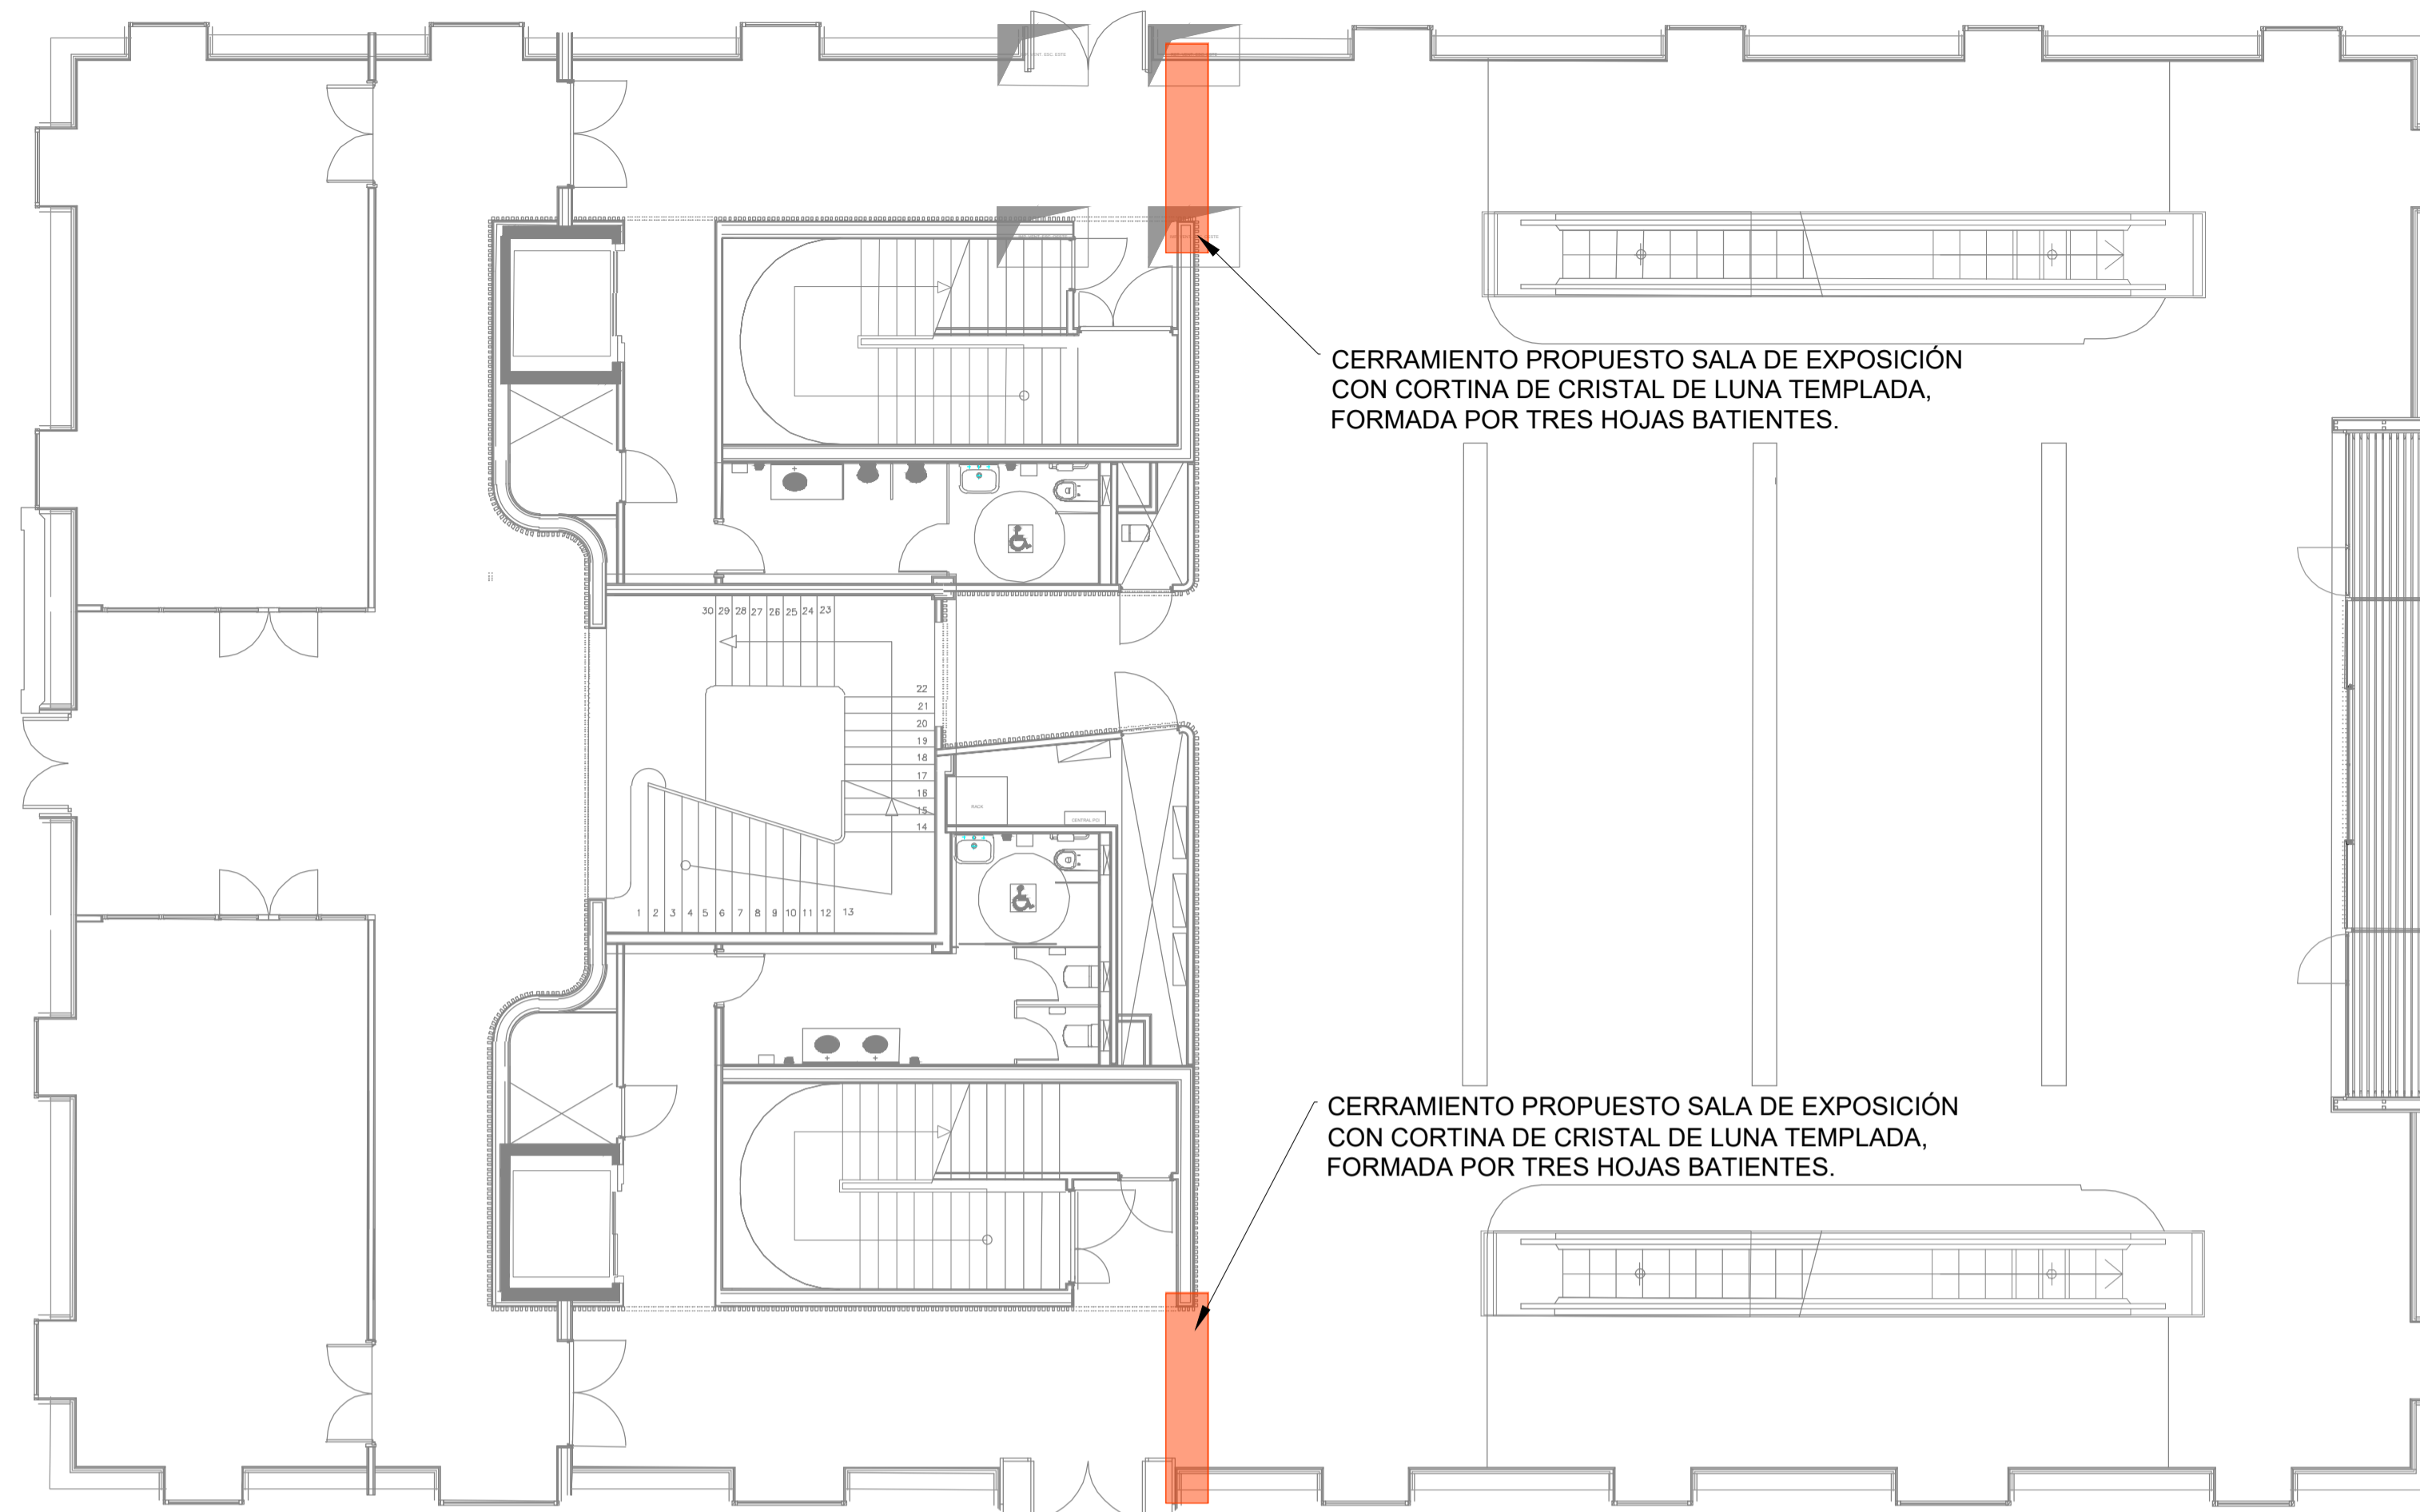 CERRAMIENTO PROPUESTO SALA DE EXPOSICIÓN
CON CORTINA DE CRISTAL DE LUNA TEMPLADA,
FORMADA POR TRES HOJAS BATIENTES.
30 29 28 27 26 25 24 23
22
21
20
19
18
17
16
15
14
RACK
CENTRAL PCI
1 2 3 4 5 6 7 8 9 10 11 12 13
CERRAMIENTO PROPUESTO SALA DE EXPOSICIÓN
CON CORTINA DE CRISTAL DE LUNA TEMPLADA,
FORMADA POR TRES HOJAS BATIENTES.